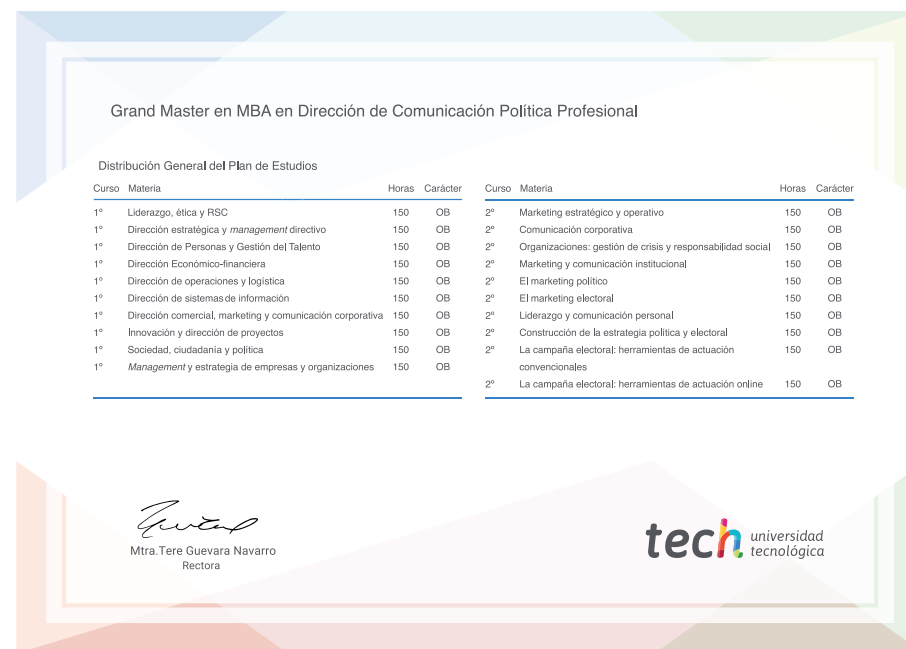 Grand Master en MBA en Dirección de Comunicación Política Profesional
Distribución General del Plan de Estudios
Curso Materia Horas Carácter
1º Liderazgo, ética y RSC 150 OB
1º Dirección estratégica y management directivo 150 OB
1º Dirección de Personas y Gestión del Talento 150 OB
1º Dirección Económico-financiera 150 OB
1º Dirección de operaciones y logística 150 OB
1º Dirección de sistemas de información 150 OB
1º Dirección comercial, marketing y comunicación corporativa 150 OB
1º Innovación y dirección de proyectos 150 OB
1º Sociedad, ciudadanía y política 150 OB
1º Management y estrategia de empresas y organizaciones 150 OB
Curso Materia Horas Carácter
2º Marketing estratégico y operativo 150 OB
2º Comunicación corporativa 150 OB
2º Organizaciones: gestión de crisis y responsabilidad social 150 OB
2º Marketing y comunicación institucional 150 OB
2º El marketing político 150 OB
2º El marketing electoral 150 OB
2º Liderazgo y comunicación personal 150 OB
2º Construcción de la estrategia política y electoral 150 OB
2º La campaña electoral: herramientas de actuación 150 OB
convencionales
2º La campaña electoral: herramientas de actuación online 150 OB
Mtra.Tere Guevara Navarro
Rectora
tech universidad
tecnológica